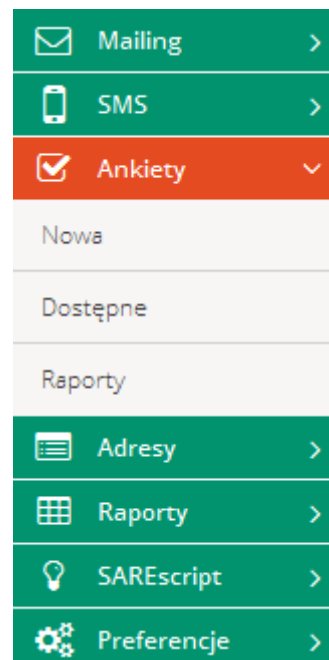 Mailing
SMS
Ankiety
Nowa
Dostępne
Raporty
Adresy
Raporty
SAREscript
Preferencje